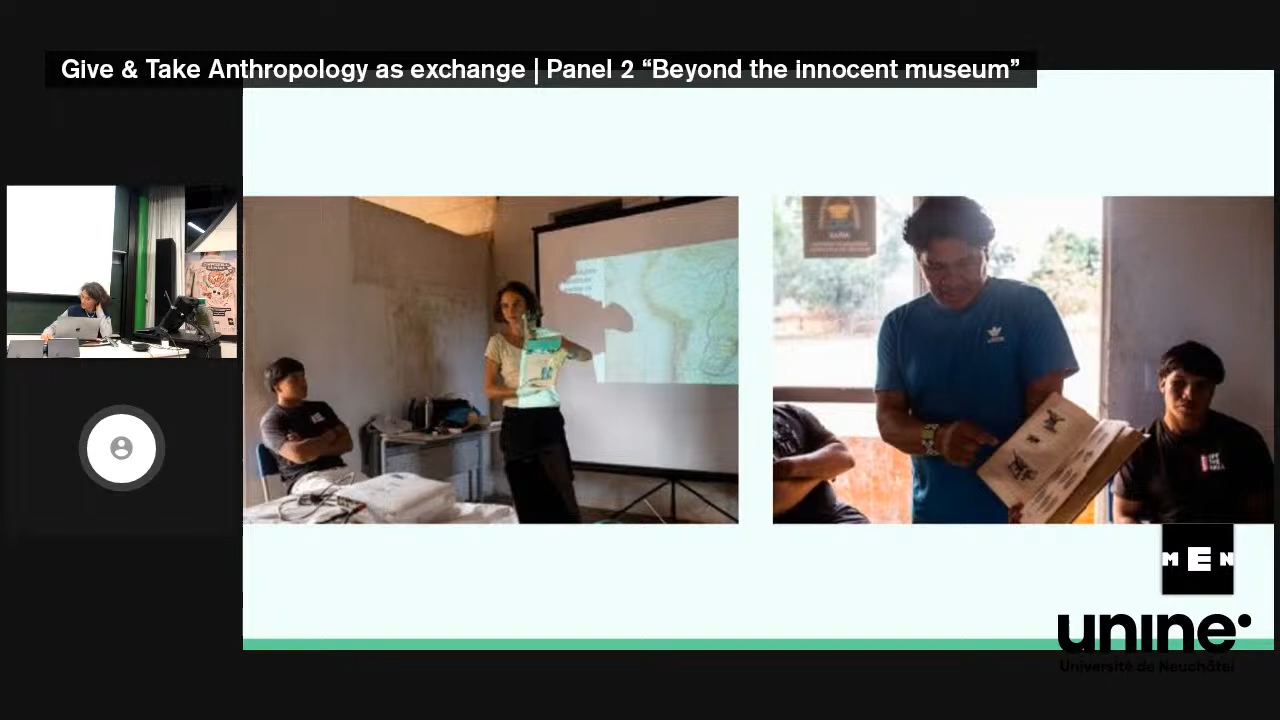 Give & Take Anthropology as exchange | Panel 2 “Beyond the innocent museum”
MEN
unine
Université de Neuchâtel